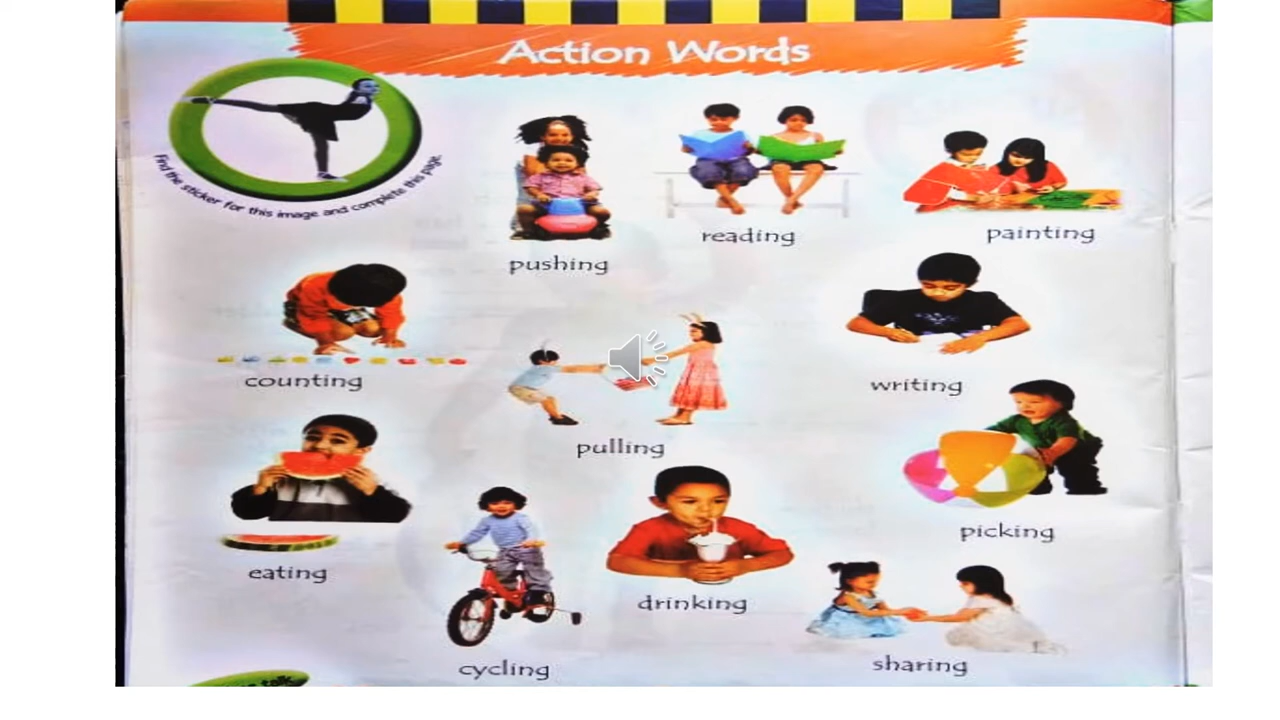 Action Words
Find the sticker for this image and complete this page.
pushing
reading
painting
counting
pulling
writing
eating
cycling
drinking
picking
sharing
talk